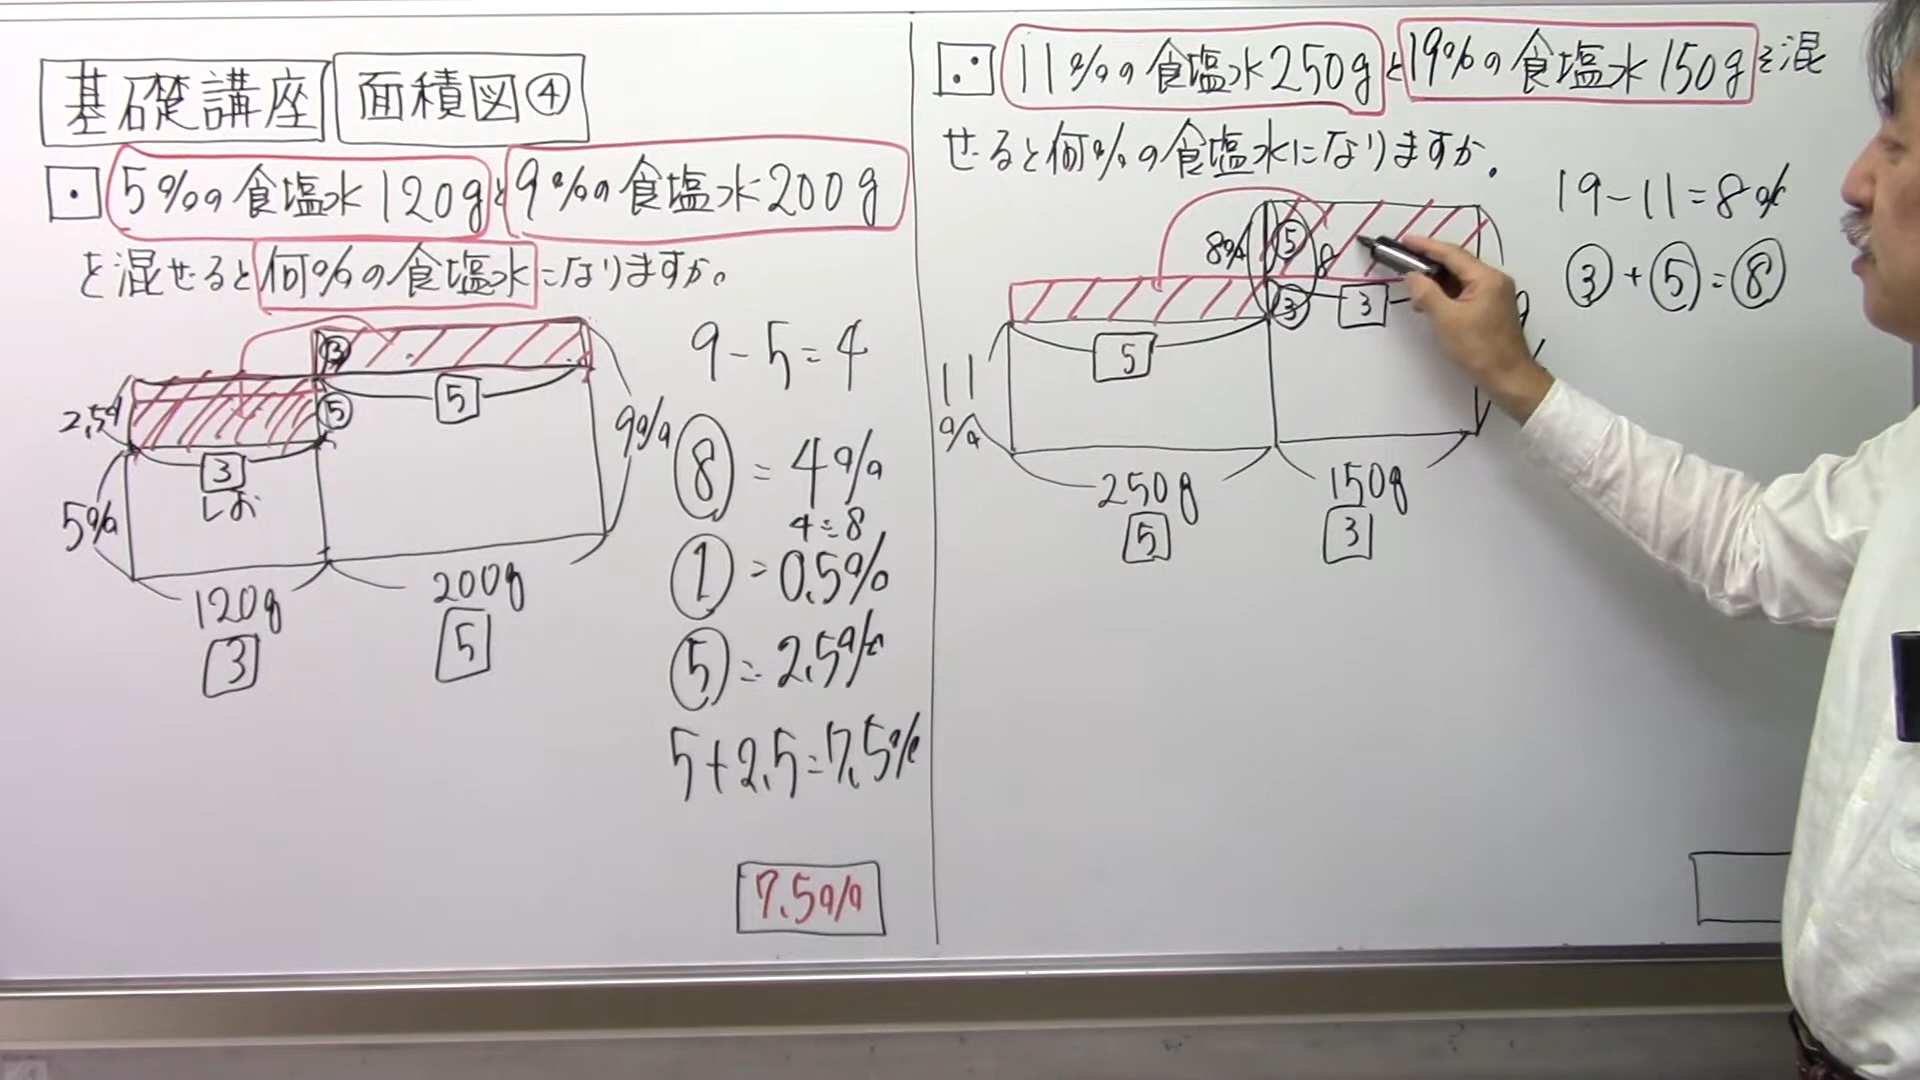 基礎講座 面積図④
・ 5%の食塩水120gと9%の食塩水200g
を混ぜると何%の食塩水になりますか。
③
⑤
5
2.5%
3
しお
5%
9%
120g
200g
3
5
9-5=4
⑧=4%
4÷8
①=0.5%
⑤=2.5%
5+2.5=7.5%
7.5%
∴ 11%の食塩水250gと19%の食塩水150gを混
ぜると何%の食塩水になりますか。
19-11=8%
③+⑤=⑧
8%
⑤
8
③
3
5
11
%
250g
150g
5
3